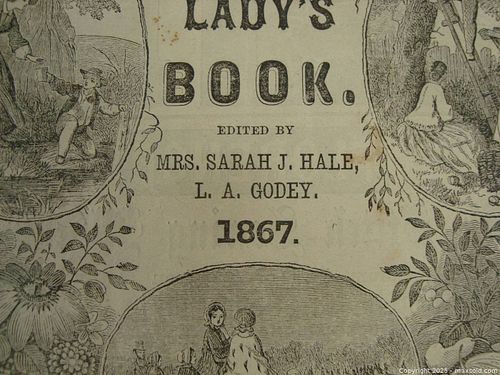 LADY'S
BOOK.
EDITED BY
MRS. SARAH J. HALE,
L. A. GODEY.
1867.